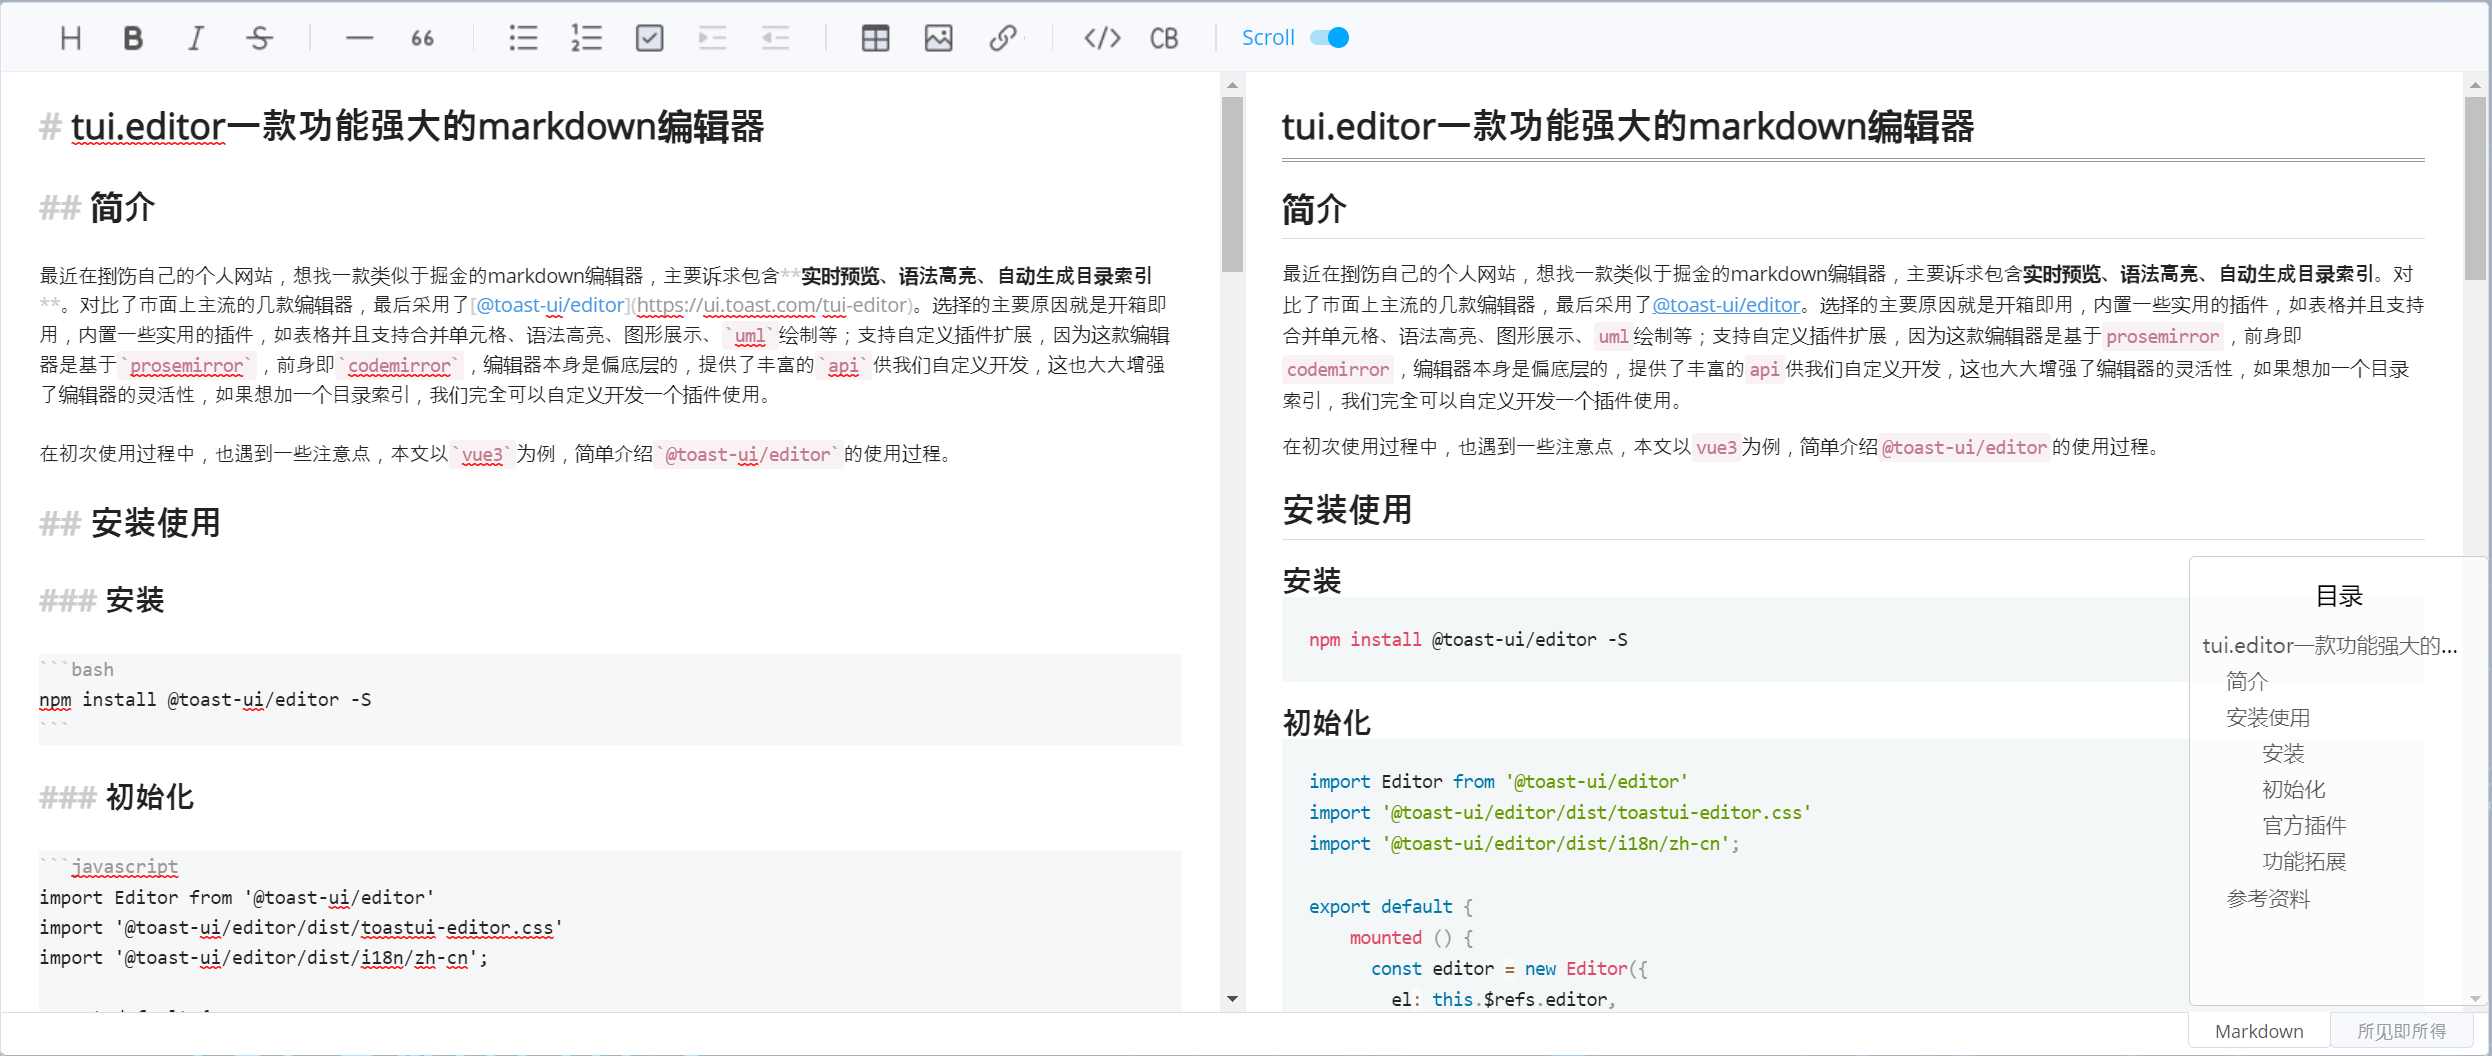 H B I S — 66 </> CB Scroll
# tui.editor一款功能强大的markdown编辑器
## 简介
最近在捯饬自己的个人网站，想找一款类似于掘金的markdown编辑器，主要诉求包含**实时预览、语法高亮、自动生成目录索引
**。对比了市面上主流的几款编辑器，最后采用了[@toast-ui/editor](https://ui.toast.com/tui-editor)。选择的主要原因就是开箱即
用，内置一些实用的插件，如表格并且支持合并单元格、语法高亮、图形展示、`uml`绘制等；支持自定义插件扩展，因为这款编辑
器是基于`prosemirror`，前身即`codemirror`，编辑器本身是偏底层的，提供了丰富的`api`供我们自定义开发，这也大大增强
了编辑器的灵活性，如果想加一个目录索引，我们完全可以自定义开发一个插件使用。
在初次使用过程中，也遇到一些注意点，本文以`vue3`为例，简单介绍`@toast-ui/editor`的使用过程。
## 安装使用
### 安装
```bash
npm install @toast-ui/editor -S
```
### 初始化
```javascript
import Editor from '@toast-ui/editor'
import '@toast-ui/editor/dist/toastui-editor.css'
import '@toast-ui/editor/dist/i18n/zh-cn';
tui.editor一款功能强大的markdown编辑器
简介
最近在捯饬自己的个人网站，想找一款类似于掘金的markdown编辑器，主要诉求包含实时预览、语法高亮、自动生成目录索引。对
比了市面上主流的几款编辑器，最后采用了@toast-ui/editor。选择的主要原因就是开箱即用，内置一些实用的插件，如表格并且支持
合并单元格、语法高亮、图形展示、uml绘制等；支持自定义插件扩展，因为这款编辑器是基于prosemirror，前身即
codemirror，编辑器本身是偏底层的，提供了丰富的api供我们自定义开发，这也大大增强了编辑器的灵活性，如果想加一个目录
索引，我们完全可以自定义开发一个插件使用。
在初次使用过程中，也遇到一些注意点，本文以vue3为例，简单介绍@toast-ui/editor的使用过程。
安装使用
安装
npm install @toast-ui/editor -S
初始化
import Editor from '@toast-ui/editor'
import '@toast-ui/editor/dist/toastui-editor.css'
import '@toast-ui/editor/dist/i18n/zh-cn';
export default {
mounted () {
const editor = new Editor({
el: this.$refs.editor,
目录
tui.editor一款功能强大的...
简介
安装使用
安装
初始化
官方插件
功能拓展
参考资料
Markdown 所见即所得